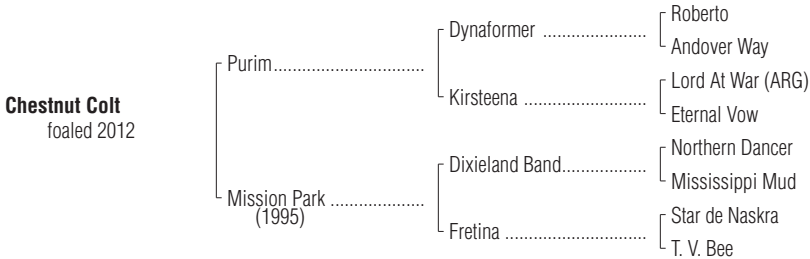 Roberto
Dynaformer
Andover Way
Purim
Lord At War (ARG)
Kirsteena
Eternal Vow
Chestnut Colt
foaled 2012
Northern Dancer
Dixieland Band
Mississippi Mud
Mission Park
(1995)
Star de Naskra
Fretina
T. V. Bee